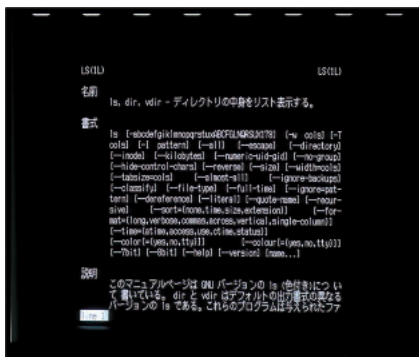 LS(1L) LS(1L)
名前
ls, dir, vdir - ディレクトリの中身をリスト表示する。
書式
ls [-abcdefgiklmnopqrstuxABCFGLNQRSUX178] [-w cols] [-T
cols] [-I pattern] [--all] [--escape] [--directory]
[--inode] [--kilobytes] [--numeric-uid-gid] [--no-group]
[--hide-control-chars] [--reverse] [--size] [--width=cols]
[--tabsize=cols] [--almost-all] [--ignore-backups]
[--classify] [--file-type] [--full-time] [--ignore=pat-
tern] [--dereference] [--literal] [--quote-name] [--recur-
sive] [--sort={none,time,size,extension}] [--for-
mat={long,verbose,commas,across,vertical,single-column}]
[--time={atime,access,use,ctime,status}]
[--color[={yes,no,tty}]] [--colour[={yes,no,tty}]]
[--7bit] [--8bit] [--help] [--version] [name...]
説明
このマニュアルページは GNU バージョンの ls (色付き)につ い
て 書いている。 dir と vdir はデフォルトの出力書式の異なる
バージョンの ls である。これらのプログラムは与えられたファ
line 1